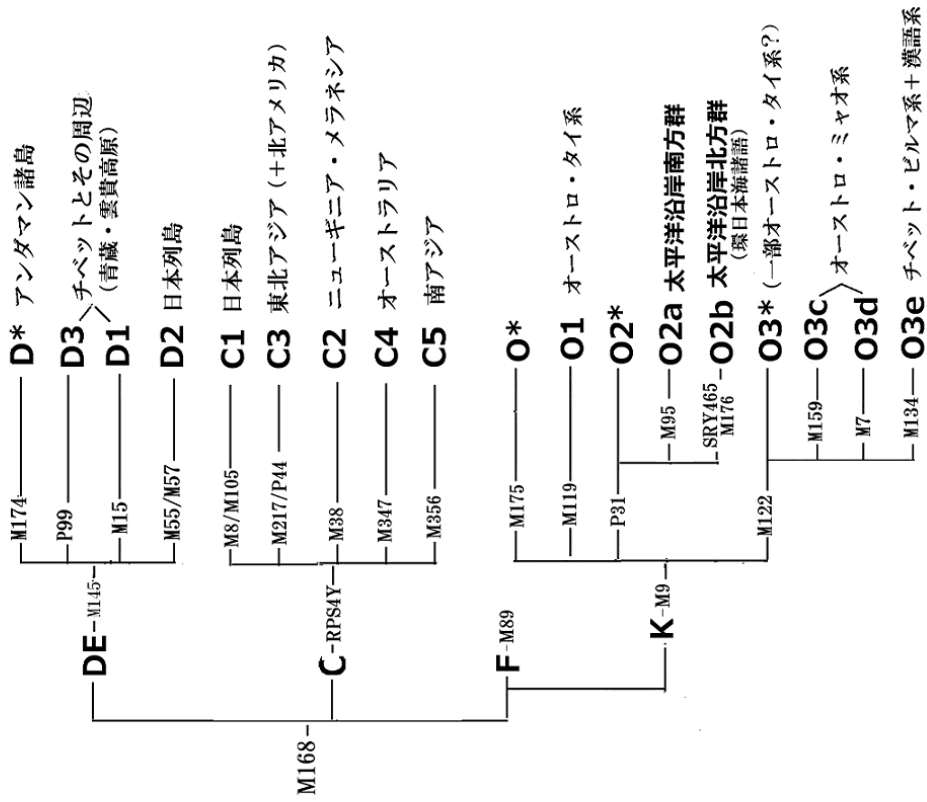 M168
DE
M145
M174
D*
アンダマン諸島
P99
D3
チベットとその周辺
(青蔵・雲貴高原)
M15
D1
M55/M57
D2
日本列島
C
RPS4Y
M8/M105
C1
日本列島
M217/P44
C3
東北アジア (+北アメリカ)
M38
C2
ニューギニア・メラネシア
M347
C4
オーストラリア
M356
C5
南アジア
F
M89
K
M9
M175
O*
M119
O1
オーストロ・タイ系
P31
O2*
M95
O2a
太平洋沿岸南方群
SRY465
M176
O2b
太平洋沿岸北方群
(環日本海諸語)
M122
O3*
(一部オーストロ・タイ系?)
M159
O3c
オーストロ・ミャオ系
M7
O3d
M134
O3e
チベット・ビルマ系+漢語系